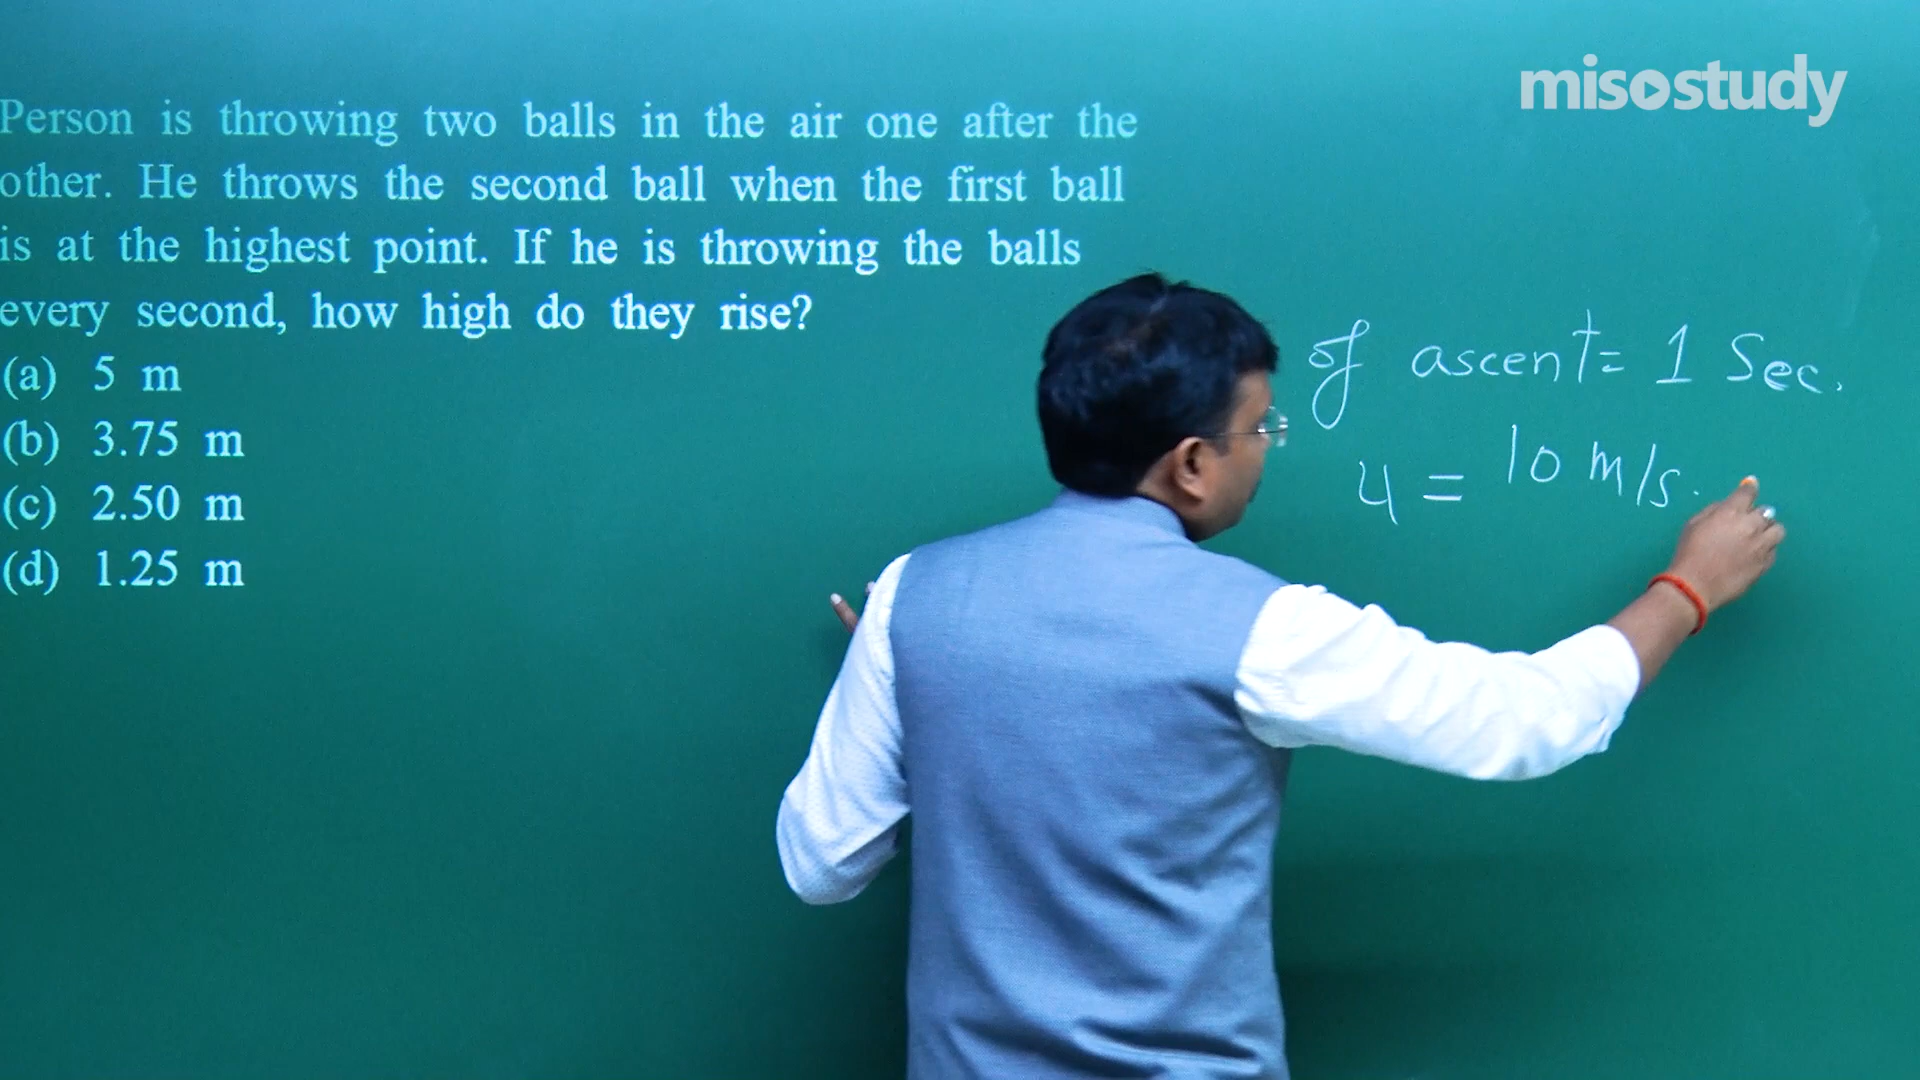 misostudy
Person is throwing two balls in the air one after the
other. He throws the second ball when the first ball
is at the highest point. If he is throwing the balls
every second, how high do they rise?
(a) 5 m
(b) 3.75 m
(c) 2.50 m
(d) 1.25 m
of ascent = 1 Sec.
u = 10 m/s.